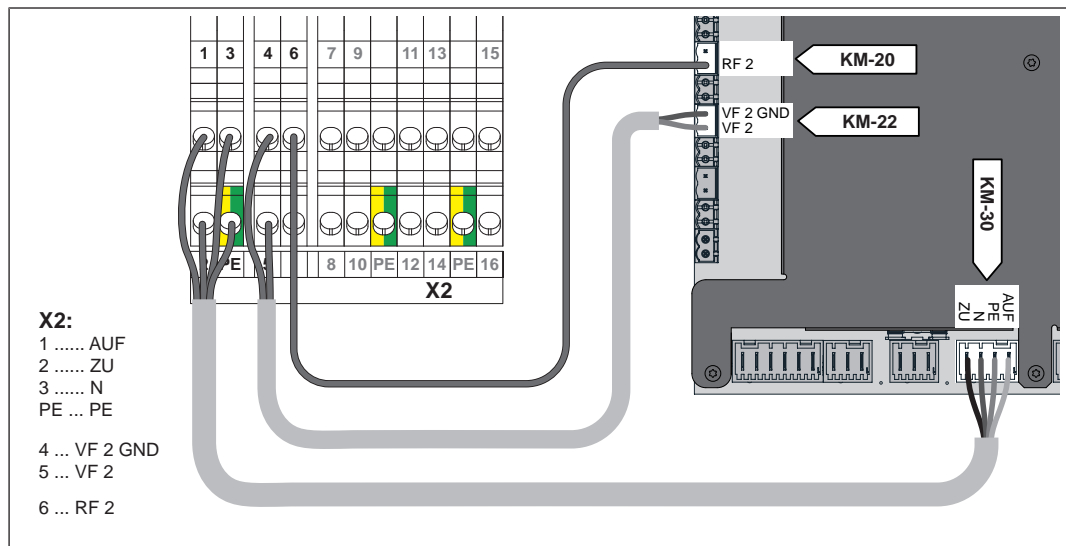 1 3 4 6 7 9 11 13 15
PE 5 8 10 PE 12 14 PE 16
X2
X2:
1 ...... AUF
2 ...... ZU
3 ...... N
PE ... PE
4 ... VF 2 GND
5 ... VF 2
6 ... RF 2
RF 2
KM-20
VF 2 GND
VF 2
KM-22
KM-30
AUF
PE
N
ZU